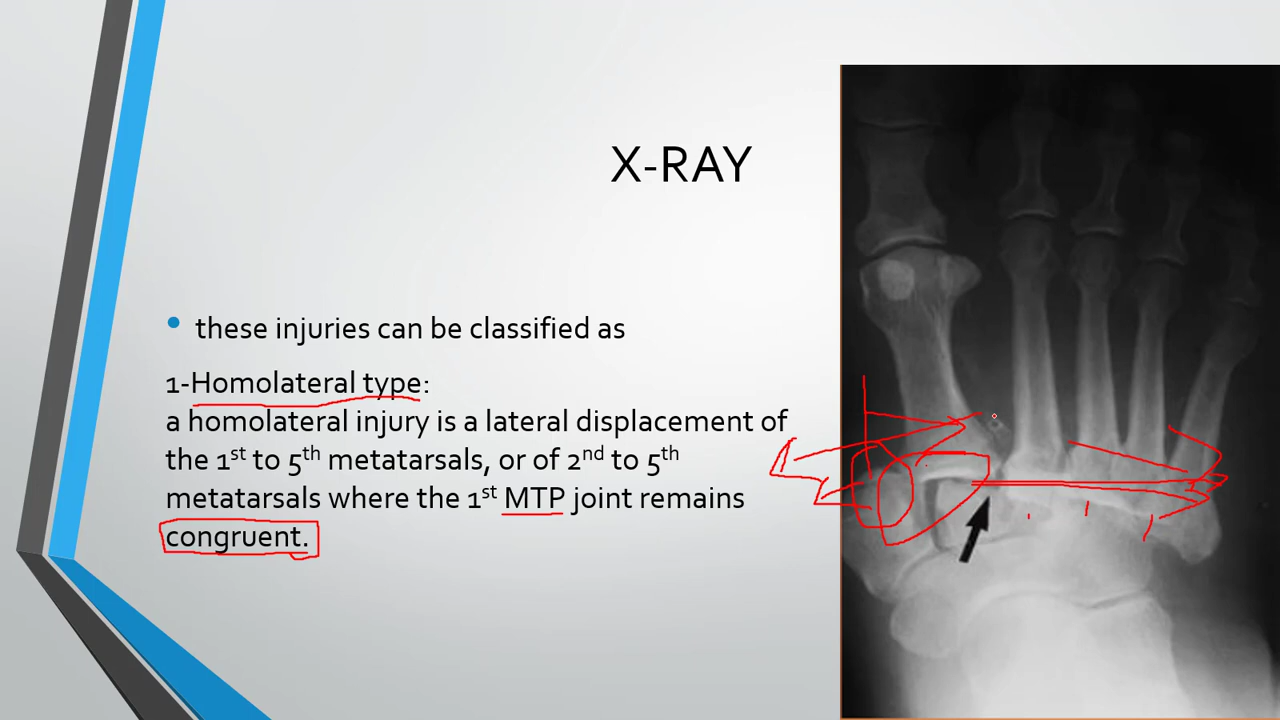 X-RAY
these injuries can be classified as
1-Homolateral type:
a homolateral injury is a lateral displacement of
the 1st to 5th metatarsals, or of 2nd to 5th
metatarsals where the 1st MTP joint remains
congruent.